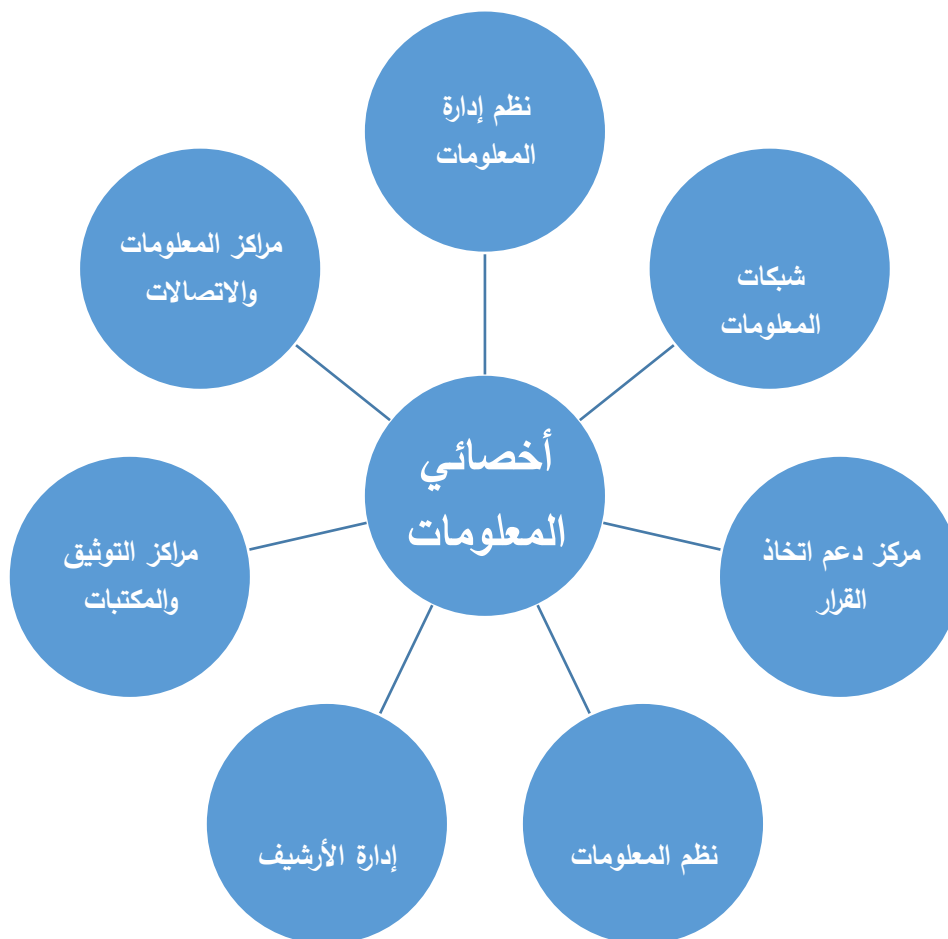 نظم إدارة
المعلومات
شبكات
المعلومات
مراكز المعلومات
والاتصالات
أخصائي
المعلومات
مركز دعم اتخاذ
القرار
مراكز التوثيق
والمكتبات
نظم المعلومات
إدارة الأرشيف